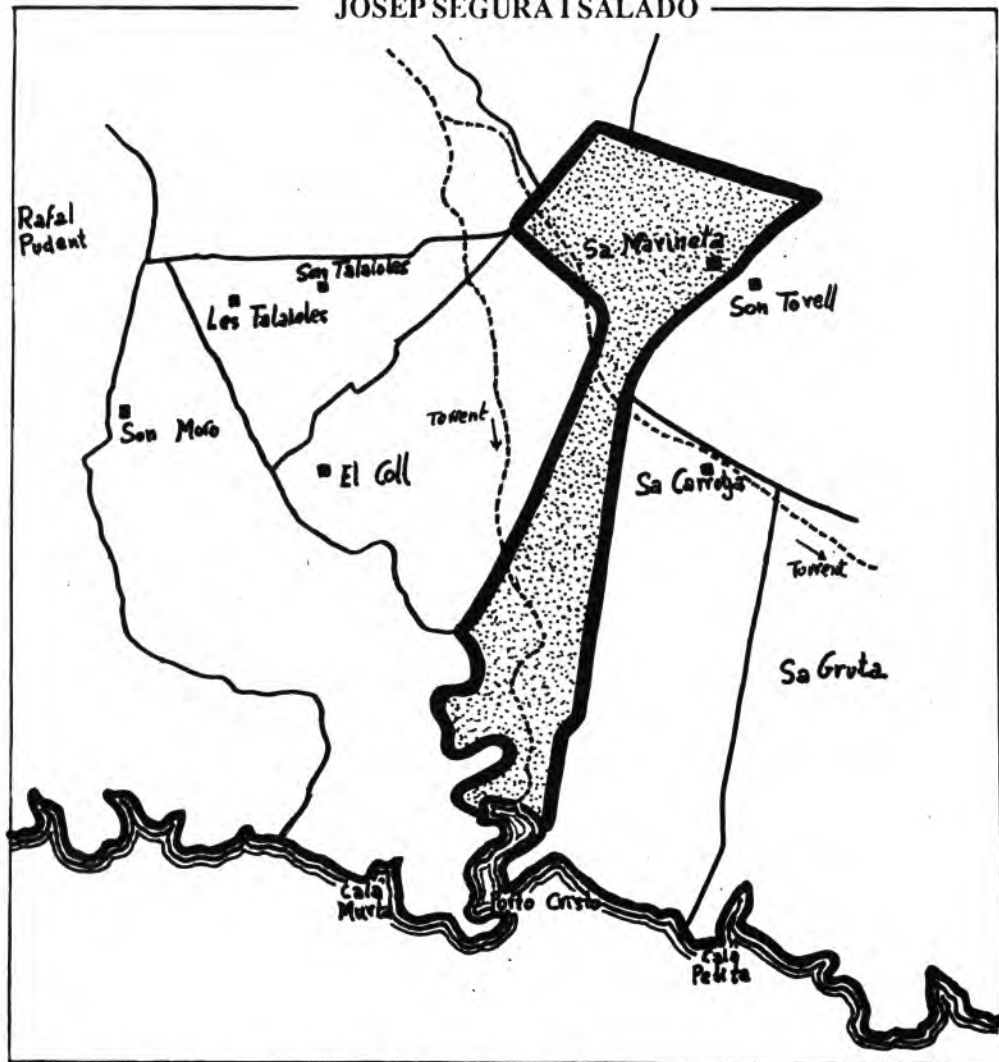 JOSEP SEGURA I SALADO
Rafal
Pudent
Son Talaioles
Les Talaioles
Sa Marineta
Son Torell
Son Moro
El Coll
Torrent
Sa Carroja
Torrent
Sa Gruta
Cala
Murta
Porto Cristo
Cala
Petita